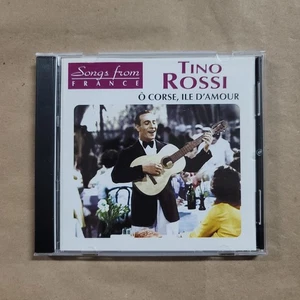 Songs from
FRANCE
TINO
ROSSI
Ô CORSE, ILE D'AMOUR